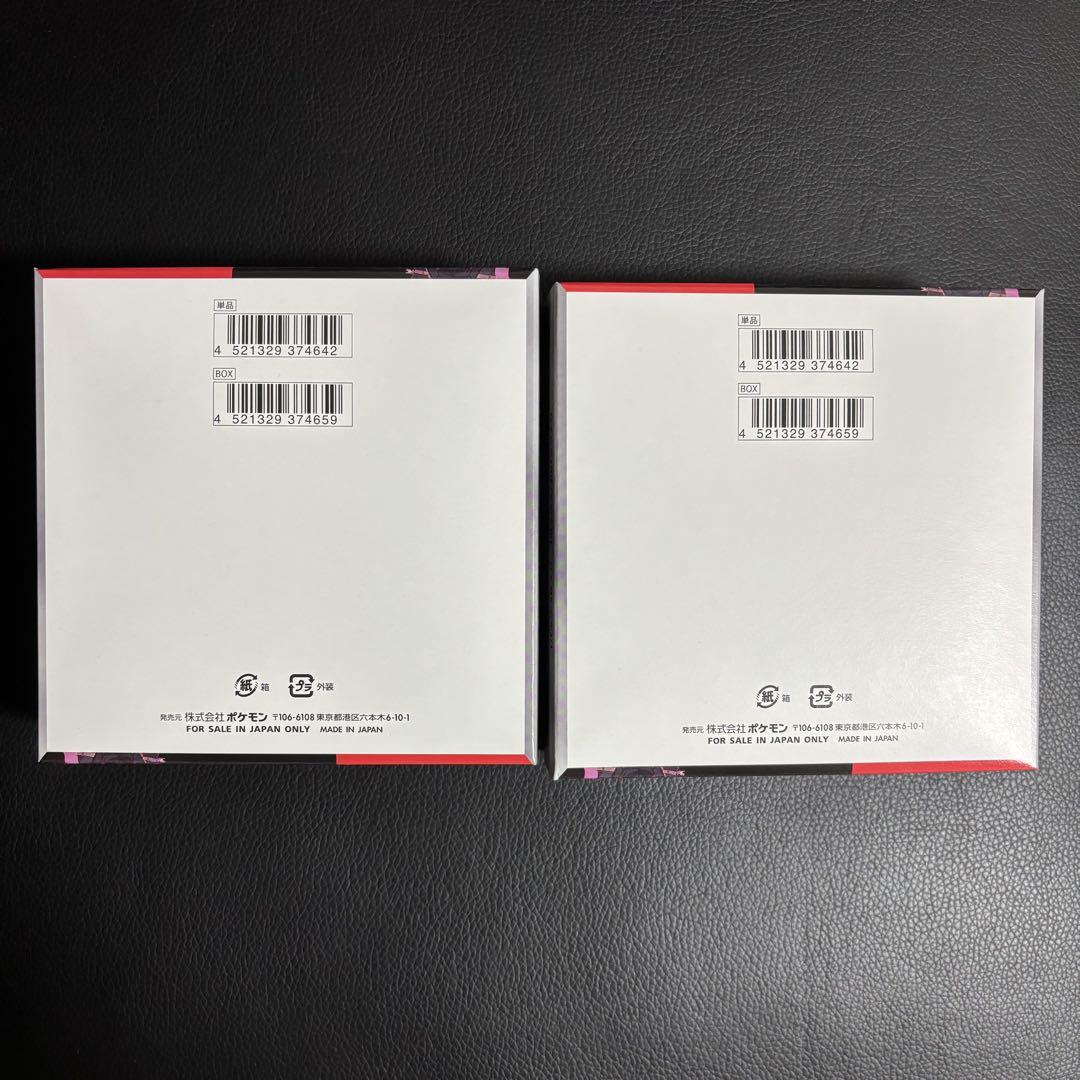 単品
4 521329 374642
BOX
4 521329 374659
紙 箱 プラ 外装
発売元 株式会社ポケモン 〒106-6108 東京都港区六本木6-10-1
FOR SALE IN JAPAN ONLY MADE IN JAPAN
単品
4 521329 374642
BOX
4 521329 374659
紙 箱 プラ 外装
発売元 株式会社ポケモン 〒106-6108 東京都港区六本木6-10-1
FOR SALE IN JAPAN ONLY MADE IN JAPAN